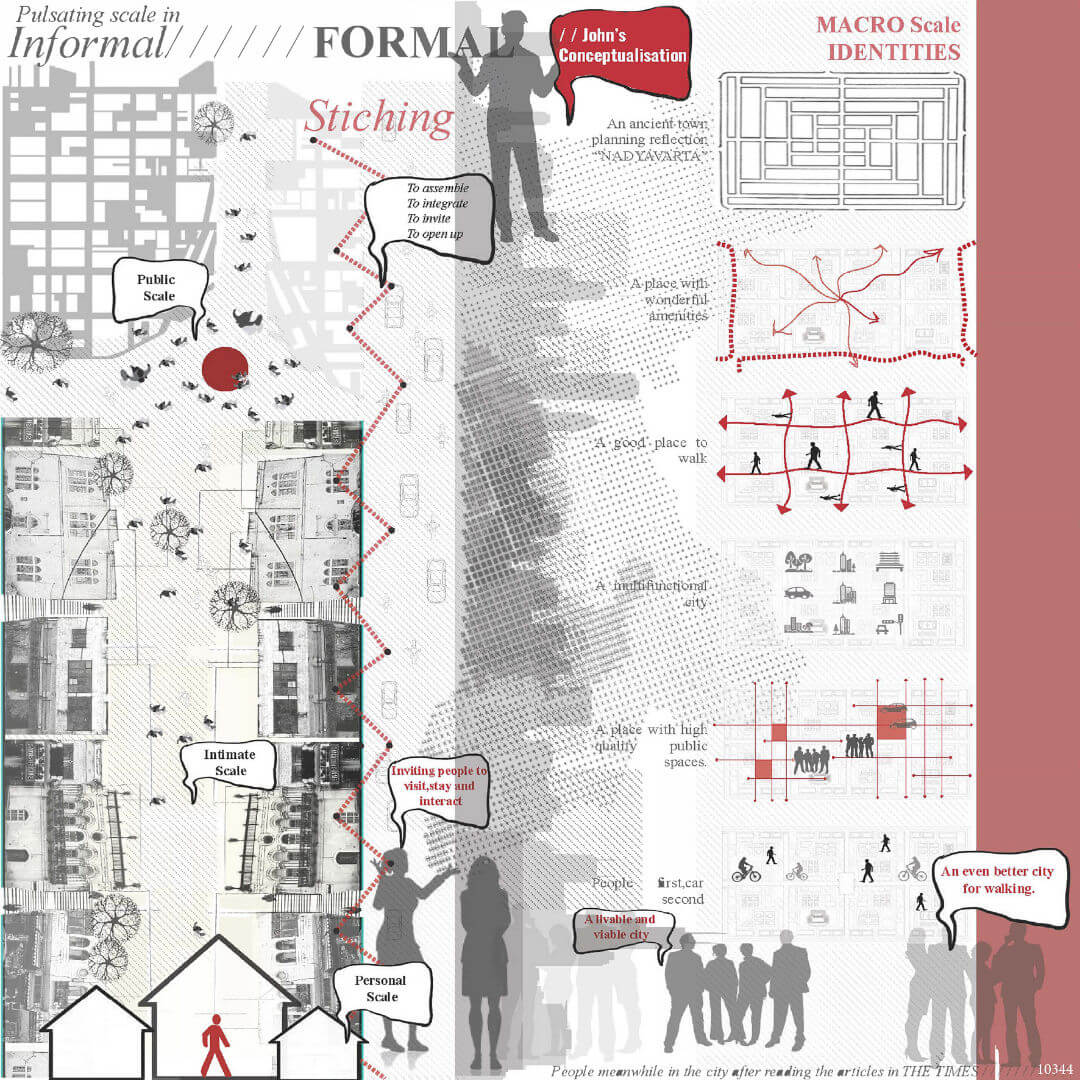 Pulsating scale in
Informal////// FORMAL
// John's
Conceptualisation
MACRO Scale
IDENTITIES
Stiching
An ancient town
planning reflection
"NADYAVARTA"
To assemble
To integrate
To invite
To open up
Public
Scale
A place with
wonderful
amenities
A good place to
walk
A multifunctional
city
A place with high
quality public
spaces.
Intimate
Scale
Inviting people to
visit,stay and
interact
People first,car
second
An even better city
for walking.
A livable and
viable city
Personal
Scale
People meanwhile in the city after reading the articles in THE TIMES
10344